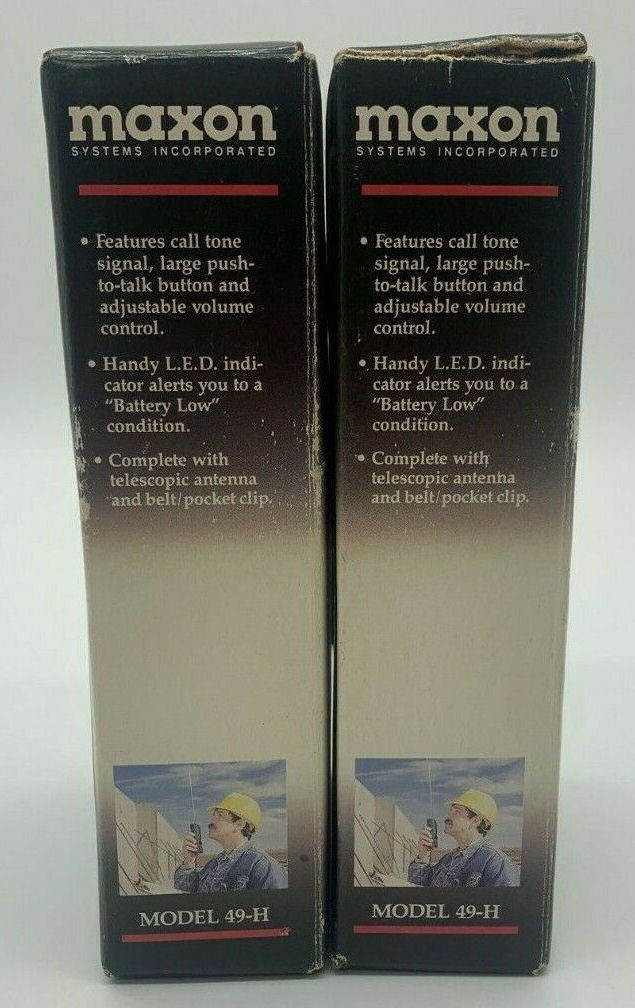 maxon
SYSTEMS INCORPORATED
• Features call tone
signal, large push-
to-talk button and
adjustable volume
control.
• Handy L.E.D. indi-
cator alerts you to a
“Battery Low”
condition.
• Complete with
telescopic antenna
and belt/pocket clip.
MODEL 49-H
maxon
SYSTEMS INCORPORATED
• Features call tone
signal, large push-
to-talk button and
adjustable volume
control.
• Handy L.E.D. indi-
cator alerts you to a
“Battery Low”
condition.
• Complete with
telescopic antenna
and belt/pocket clip.
MODEL 49-H